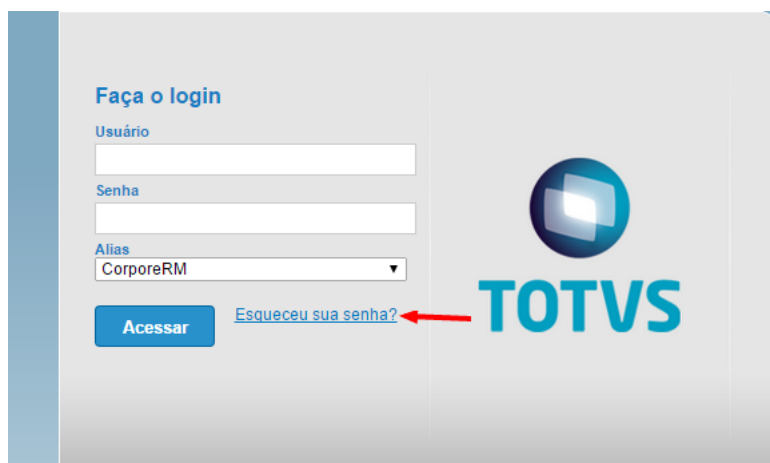 Faça o login
Usuário
Senha
Alias
CorporeRM
Acessar
Esqueceu sua senha?
TOTVS